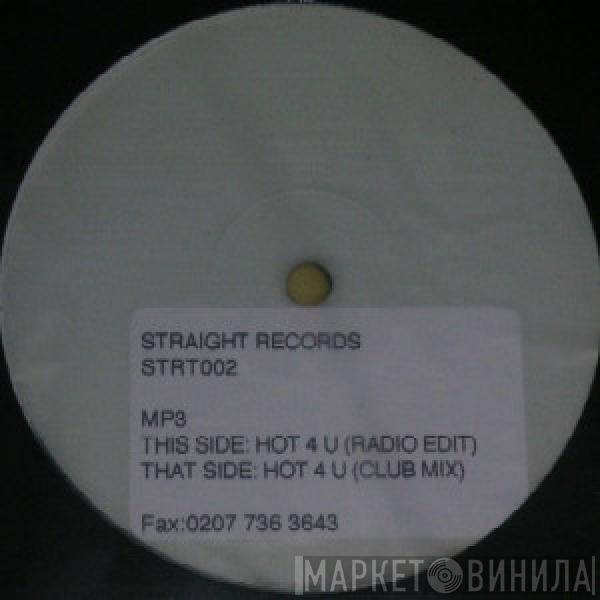 STRAIGHT RECORDS
STRT002
MP3
THIS SIDE: HOT 4 U (RADIO EDIT)
THAT SIDE: HOT 4 U (CLUB MIX)
Fax:0207 736 3643
МАРКЕТ ВИНИЛА